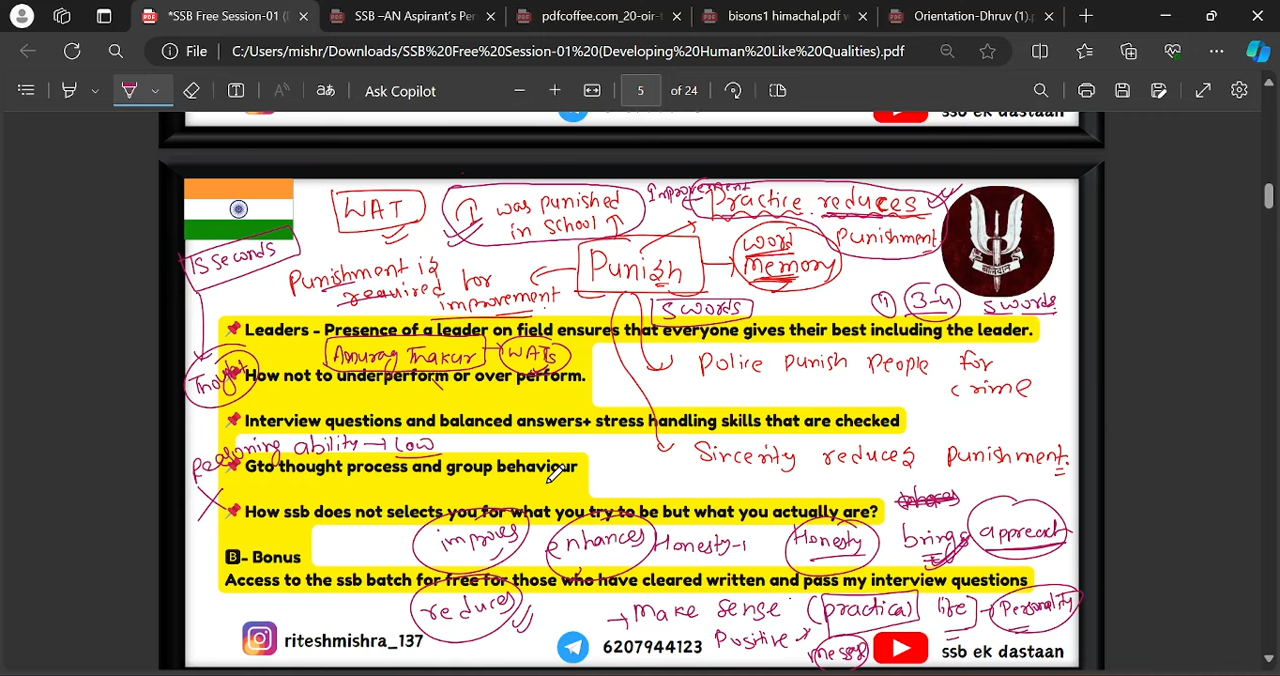 *SSB Free Session-01 (
SSB –AN Aspirant's Pe
pdfcoffee.com_20-oir-t
bisons1 himachal.pdf w
Orientation-Dhruv (1).p
File
C:/Users/mishr/Downloads/SSB%20Free%20Session-01%20(Developing%20Human%20Like%20Qualities).pdf
Ask Copilot
5 of 24
ssb ek dastaan
WAT
I was punished
in school
Improvement
Practice reduces
Punishment
15 seconds
Punishment is
required for
improvement
Punish
word
memory
5 words
① 3-4 5 words
Leaders - Presence of a leader on field ensures that everyone gives their best including the leader.
Anurag Thakur → WATs
Thought
How not to underperform or over perform.
Police punish people for
crime
Interview questions and balanced answers+ stress handling skills that are checked
Reasoning ability → Low
Gto thought process and group behaviour
Sincerity reduces punishment.
How ssb does not selects you for what you try to be but what you actually are?
improves enhances Honesty-1 Honesty brings approach
B- Bonus
Access to the ssb batch for free for those who have cleared written and pass my interview questions
reduces
→ Make sense (practical life) → Personality
Positive
message
riteshmishra_137
6207944123
ssb ek dastaan